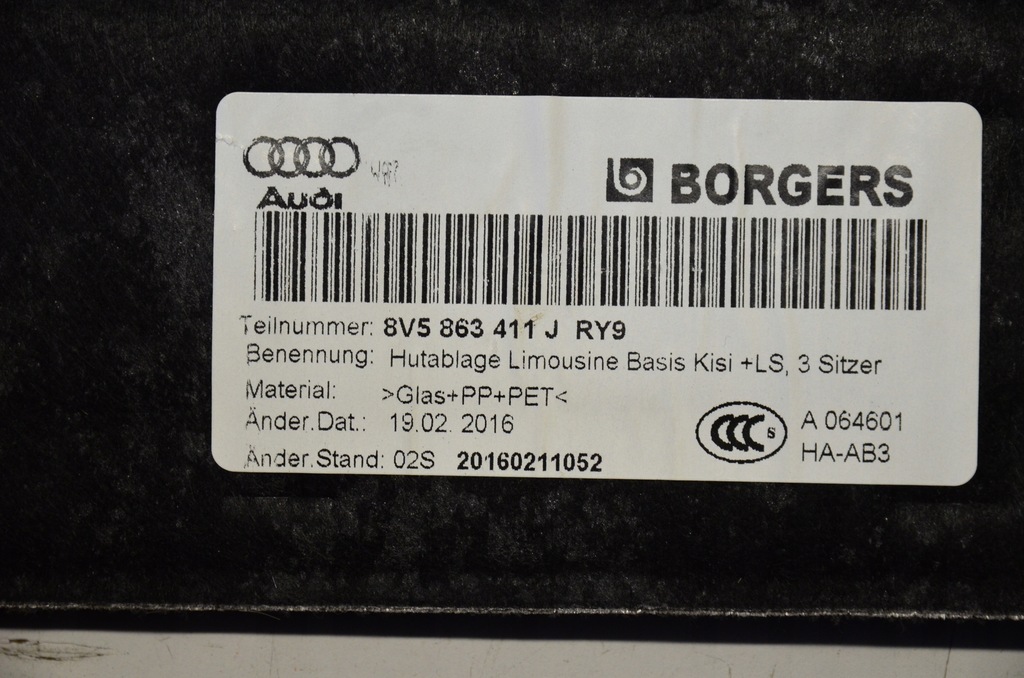 Audi
BORGERS
Teilnummer: 8V5 863 411 J RY9
Benennung: Hutablage Limousine Basis Kisi +LS, 3 Sitzer
Material: >Glas+PP+PET<
Änder.Dat.: 19.02. 2016
Änder.Stand: 02S 20160211052
CCC S
A 064601
HA-AB3